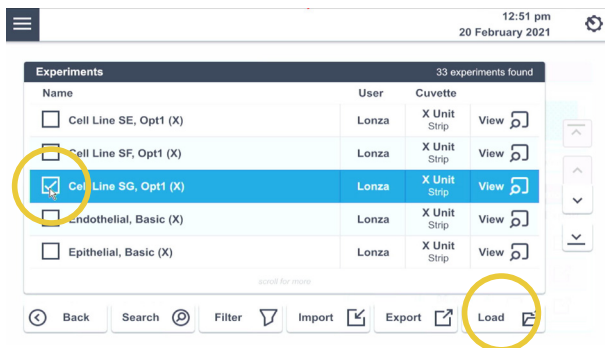 12:51 pm
20 February 2021
Experiments 33 experiments found
Name User Cuvette
Cell Line SE, Opt1 (X) Lonza X Unit Strip View
Cell Line SF, Opt1 (X) Lonza X Unit Strip View
Cell Line SG, Opt1 (X) Lonza X Unit Strip View
Endothelial, Basic (X) Lonza X Unit Strip View
Epithelial, Basic (X) Lonza X Unit Strip View
scroll for more
Back Search Filter Import Export Load